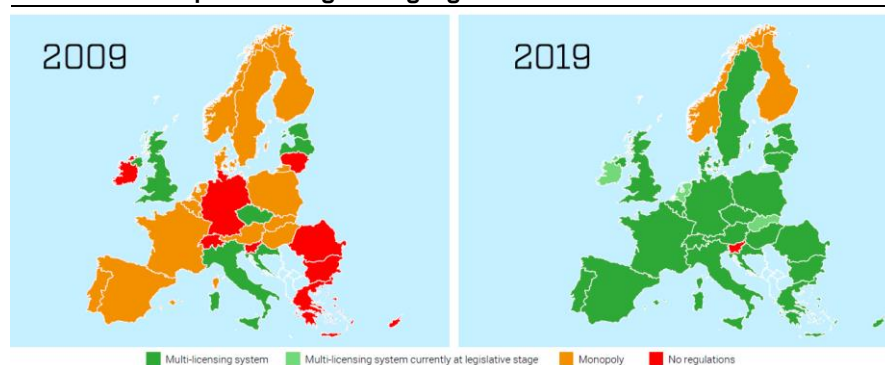 2009
2019
Multi-licensing system
Multi-licensing system currently at legislative stage
Monopoly
No regulations